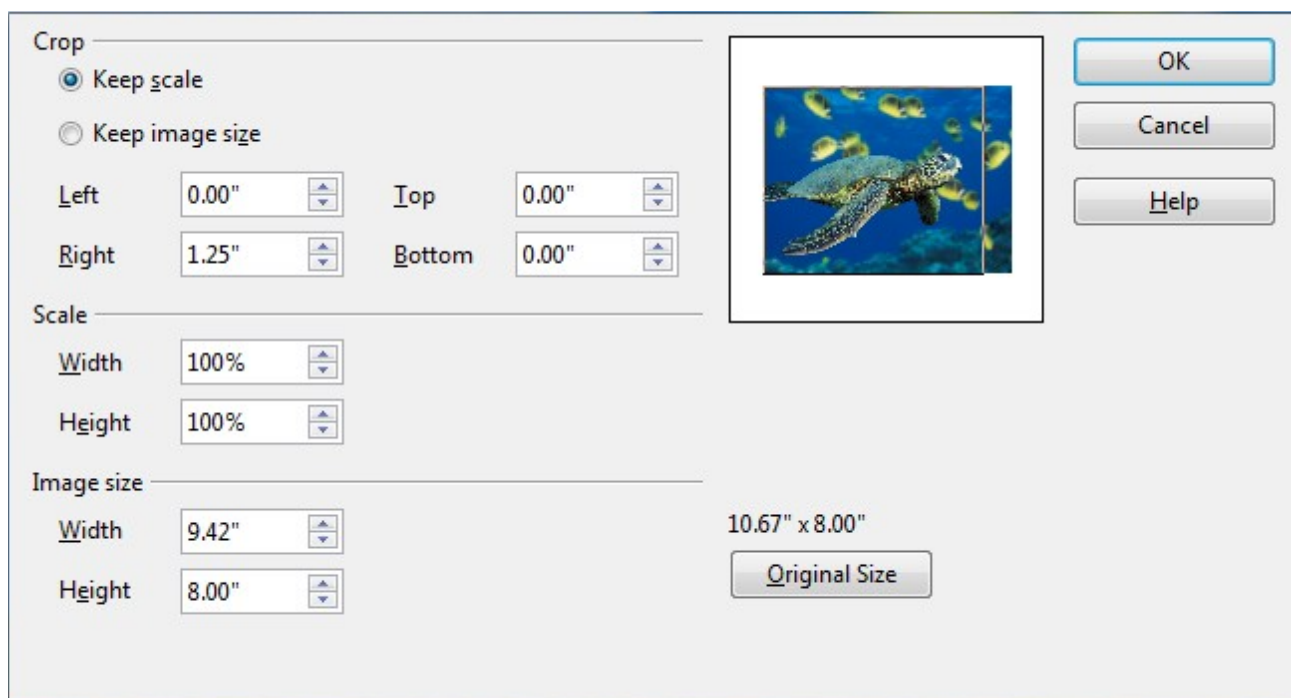 Crop
Keep scale
Keep image size
Left 0.00" Top 0.00"
Right 1.25" Bottom 0.00"
Scale
Width 100%
Height 100%
Image size
Width 9.42"
Height 8.00"
OK
Cancel
Help
10.67" x 8.00"
Original Size